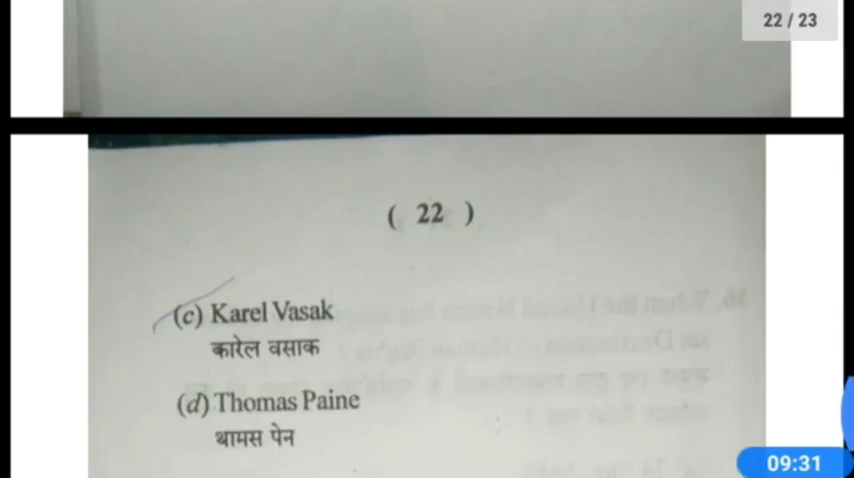 22 / 23
( 22 )
(c) Karel Vasak
कारेल वसाक
(d) Thomas Paine
थामस पेन
09:31